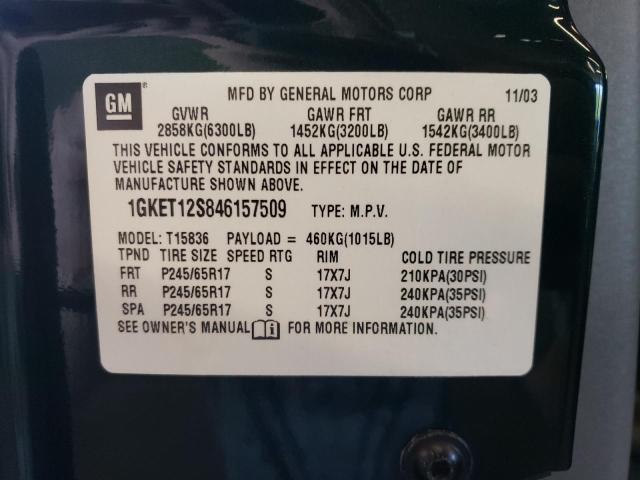 GM ®
MFD BY GENERAL MOTORS CORP 11/03
GVWR GAWR FRT GAWR RR
2858KG(6300LB) 1452KG(3200LB) 1542KG(3400LB)
THIS VEHICLE CONFORMS TO ALL APPLICABLE U.S. FEDERAL MOTOR
VEHICLE SAFETY STANDARDS IN EFFECT ON THE DATE OF
MANUFACTURE SHOWN ABOVE.
1GKET12S846157509 TYPE: M.P.V.
MODEL: T15836 PAYLOAD = 460KG(1015LB)
TPND TIRE SIZE SPEED RTG RIM COLD TIRE PRESSURE
FRT P245/65R17 S 17X7J 210KPA(30PSI)
RR P245/65R17 S 17X7J 240KPA(35PSI)
SPA P245/65R17 S 17X7J 240KPA(35PSI)
SEE OWNER'S MANUAL i FOR MORE INFORMATION.